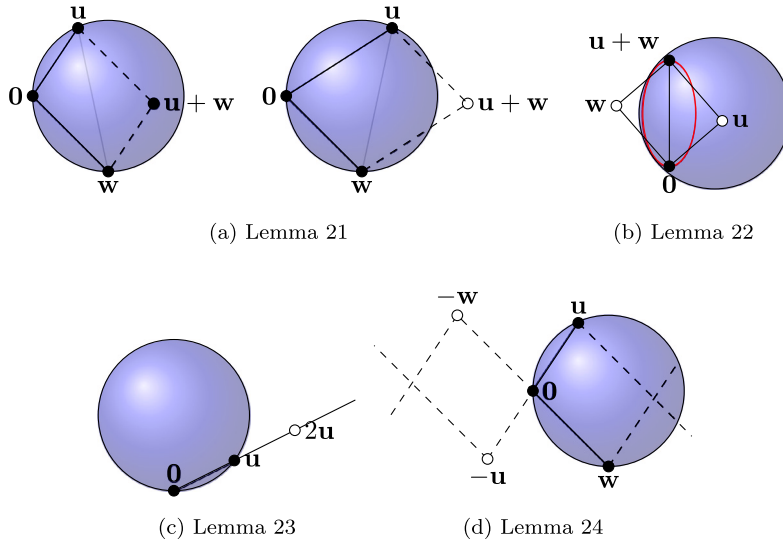 u
0
u + w
w
u
0
u + w
w
u + w
w
u
0
(a) Lemma 21
(b) Lemma 22
0
u
2u
−w
u
0
−u
w
(c) Lemma 23
(d) Lemma 24